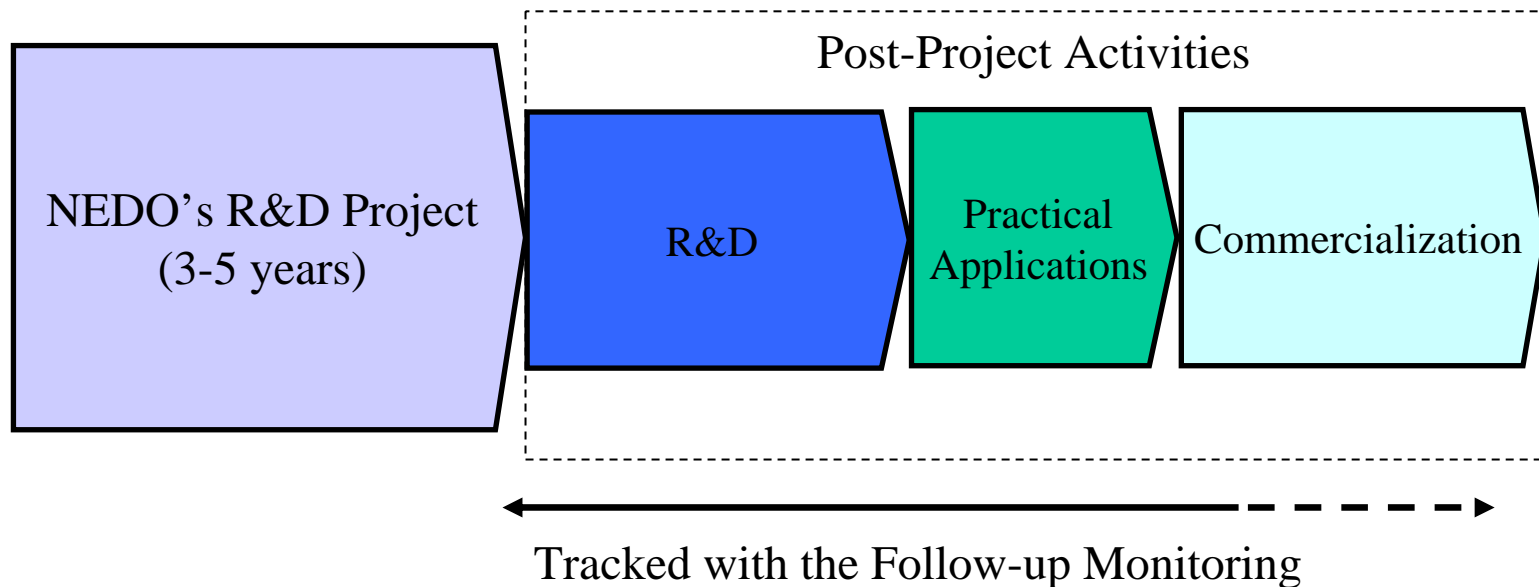 Post-Project Activities
NEDO’s R&D Project
(3-5 years)
R&D
Practical
Applications
Commercialization
Tracked with the Follow-up Monitoring